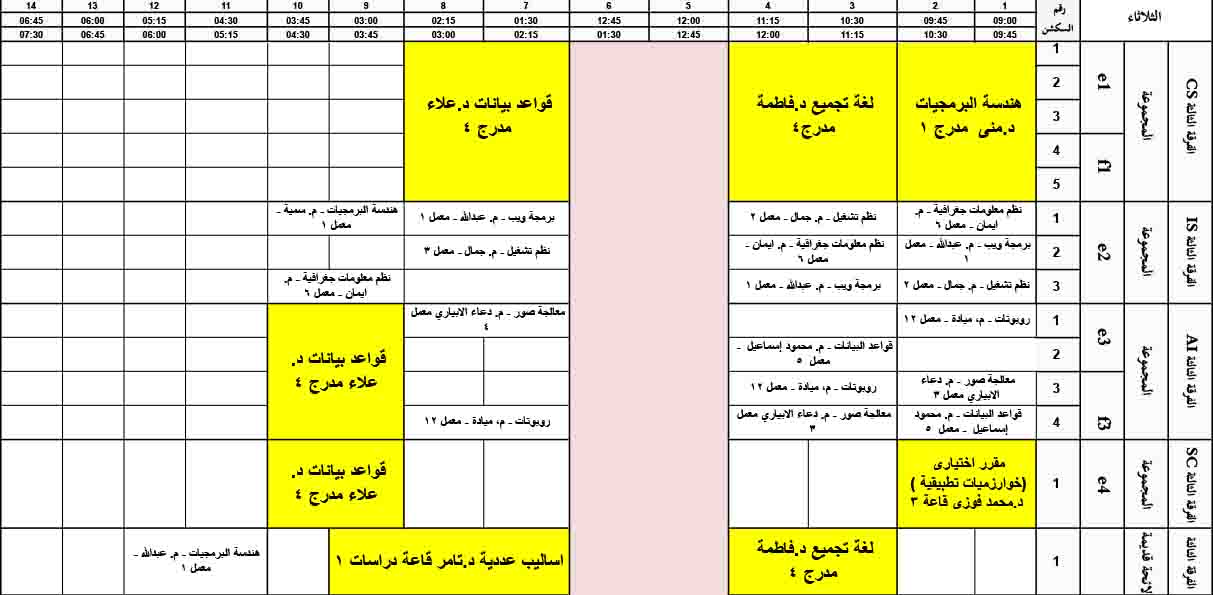 الثلاثاء
رقم السكشن
1 2 3 4 5 6 7 8 9 10 11 12 13 14
09:00 09:45 10:30 11:15 12:00 12:45 01:30 02:15 03:00 03:45 04:30 05:15 06:00 06:45
09:45 10:30 11:15 12:00 12:45 01:30 02:15 03:00 03:45 04:30 05:15 06:00 06:45 07:30
الفرقة الثالثة CS
المجموعة
e1
f1
1
2
3
4
5
هندسة البرمجيات
د.منى مدرج ١
لغة تجميع د.فاطمة
مدرج٤
قواعد بيانات د.علاء
مدرج ٤
الفرقة الثالثة IS
المجموعة
e2
1
نظم معلومات جغرافية - م.
ايمان - معمل ٦
نظم تشغيل - م. جمال - معمل ٢
برمجة ويب - م. عبدالله - معمل ١
هندسة البرمجيات - م. سمية -
معمل ١
2
برمجة ويب - م. عبدالله - معمل
١
نظم معلومات جغرافية - م. ايمان -
معمل ٦
نظم تشغيل - م. جمال - معمل ٣
3
نظم تشغيل - م. جمال - معمل ٢
برمجة ويب - م. عبدالله - معمل ١
نظم معلومات جغرافية - م.
ايمان - معمل ٦
الفرقة الثالثة AI
المجموعة
e3
f3
1
روبوتات - م، ميادة - معمل ١٢
معالجة صور - م. دعاء الابياري معمل
٤
قواعد بيانات د.
علاء مدرج ٤
2
قواعد البيانات - م. محمود إسماعيل -
معمل ٥
3
معالجة صور - م. دعاء
الابياري معمل ٣
روبوتات - م، ميادة - معمل ١٢
4
قواعد البيانات - م. محمود
إسماعيل - معمل ٥
معالجة صور - م. دعاء الابياري معمل
٣
روبوتات - م، ميادة - معمل ١٢
الفرقة الثالثة SC
المجموعة
e4
1
مقرر اختيارى
(خوارزميات تطبيقية )
د.محمد فوزى قاعة ٣
قواعد بيانات د.
علاء مدرج ٤
الفرقة الثالثة
لائحة قديمة
1
لغة تجميع د.فاطمة
مدرج ٤
اساليب عددية د.تامر قاعة دراسات ١
هندسة البرمجيات - م. عبدالله -
معمل ١